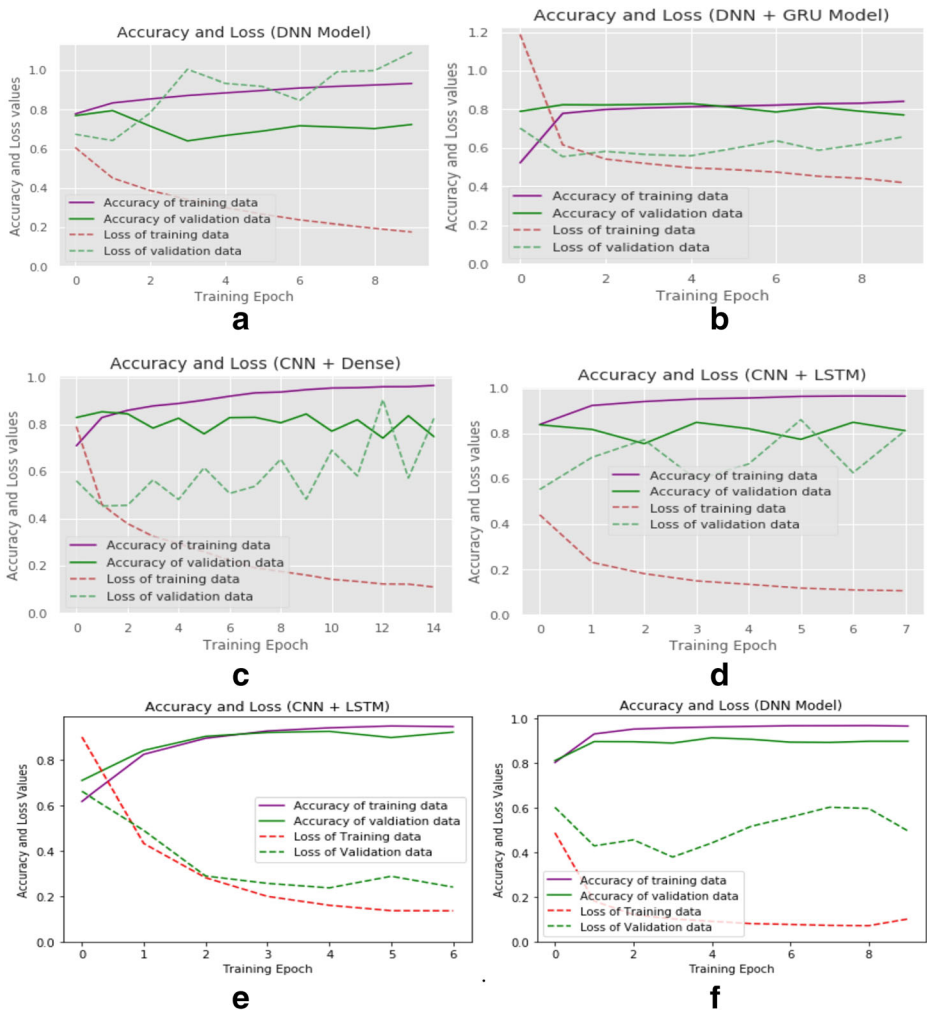 Accuracy and Loss (DNN Model)
Accuracy and Loss values
1.0
0.8
0.6
0.4
0.2
0.0
Accuracy of training data
Accuracy of validation data
Loss of training data
Loss of validation data
0 2 4 6 8
Training Epoch
a
Accuracy and Loss (DNN + GRU Model)
Accuracy and Loss values
1.2
1.0
0.8
0.6
0.4
0.2
0.0
Accuracy of training data
Accuracy of validation data
Loss of training data
Loss of validation data
0 2 4 6 8
Training Epoch
b
Accuracy and Loss (CNN + Dense)
Accuracy and Loss values
1.0
0.8
0.6
0.4
0.2
0.0
Accuracy of training data
Accuracy of validation data
Loss of training data
Loss of validation data
0 2 4 6 8 10 12 14
Training Epoch
c
Accuracy and Loss (CNN + LSTM)
Accuracy and Loss values
1.0
0.8
0.6
0.4
0.2
0.0
Accuracy of training data
Accuracy of validation data
Loss of training data
Loss of validation data
0 1 2 3 4 5 6 7
Training Epoch
d
Accuracy and Loss (CNN + LSTM)
Accuracy and Loss Values
0.8
0.6
0.4
0.2
0.0
Accuracy of training data
Accuracy of valdiation data
Loss of Training data
Loss of Validation data
0 1 2 3 4 5 6
Training Epoch
e
Accuracy and Loss (DNN Model)
Accuracy and Loss Values
1.0
0.8
0.6
0.4
0.2
0.0
Accuracy of training data
Accuracy of validation data
Loss of Training data
Loss of Validation data
0 2 4 6 8
Training Epoch
f